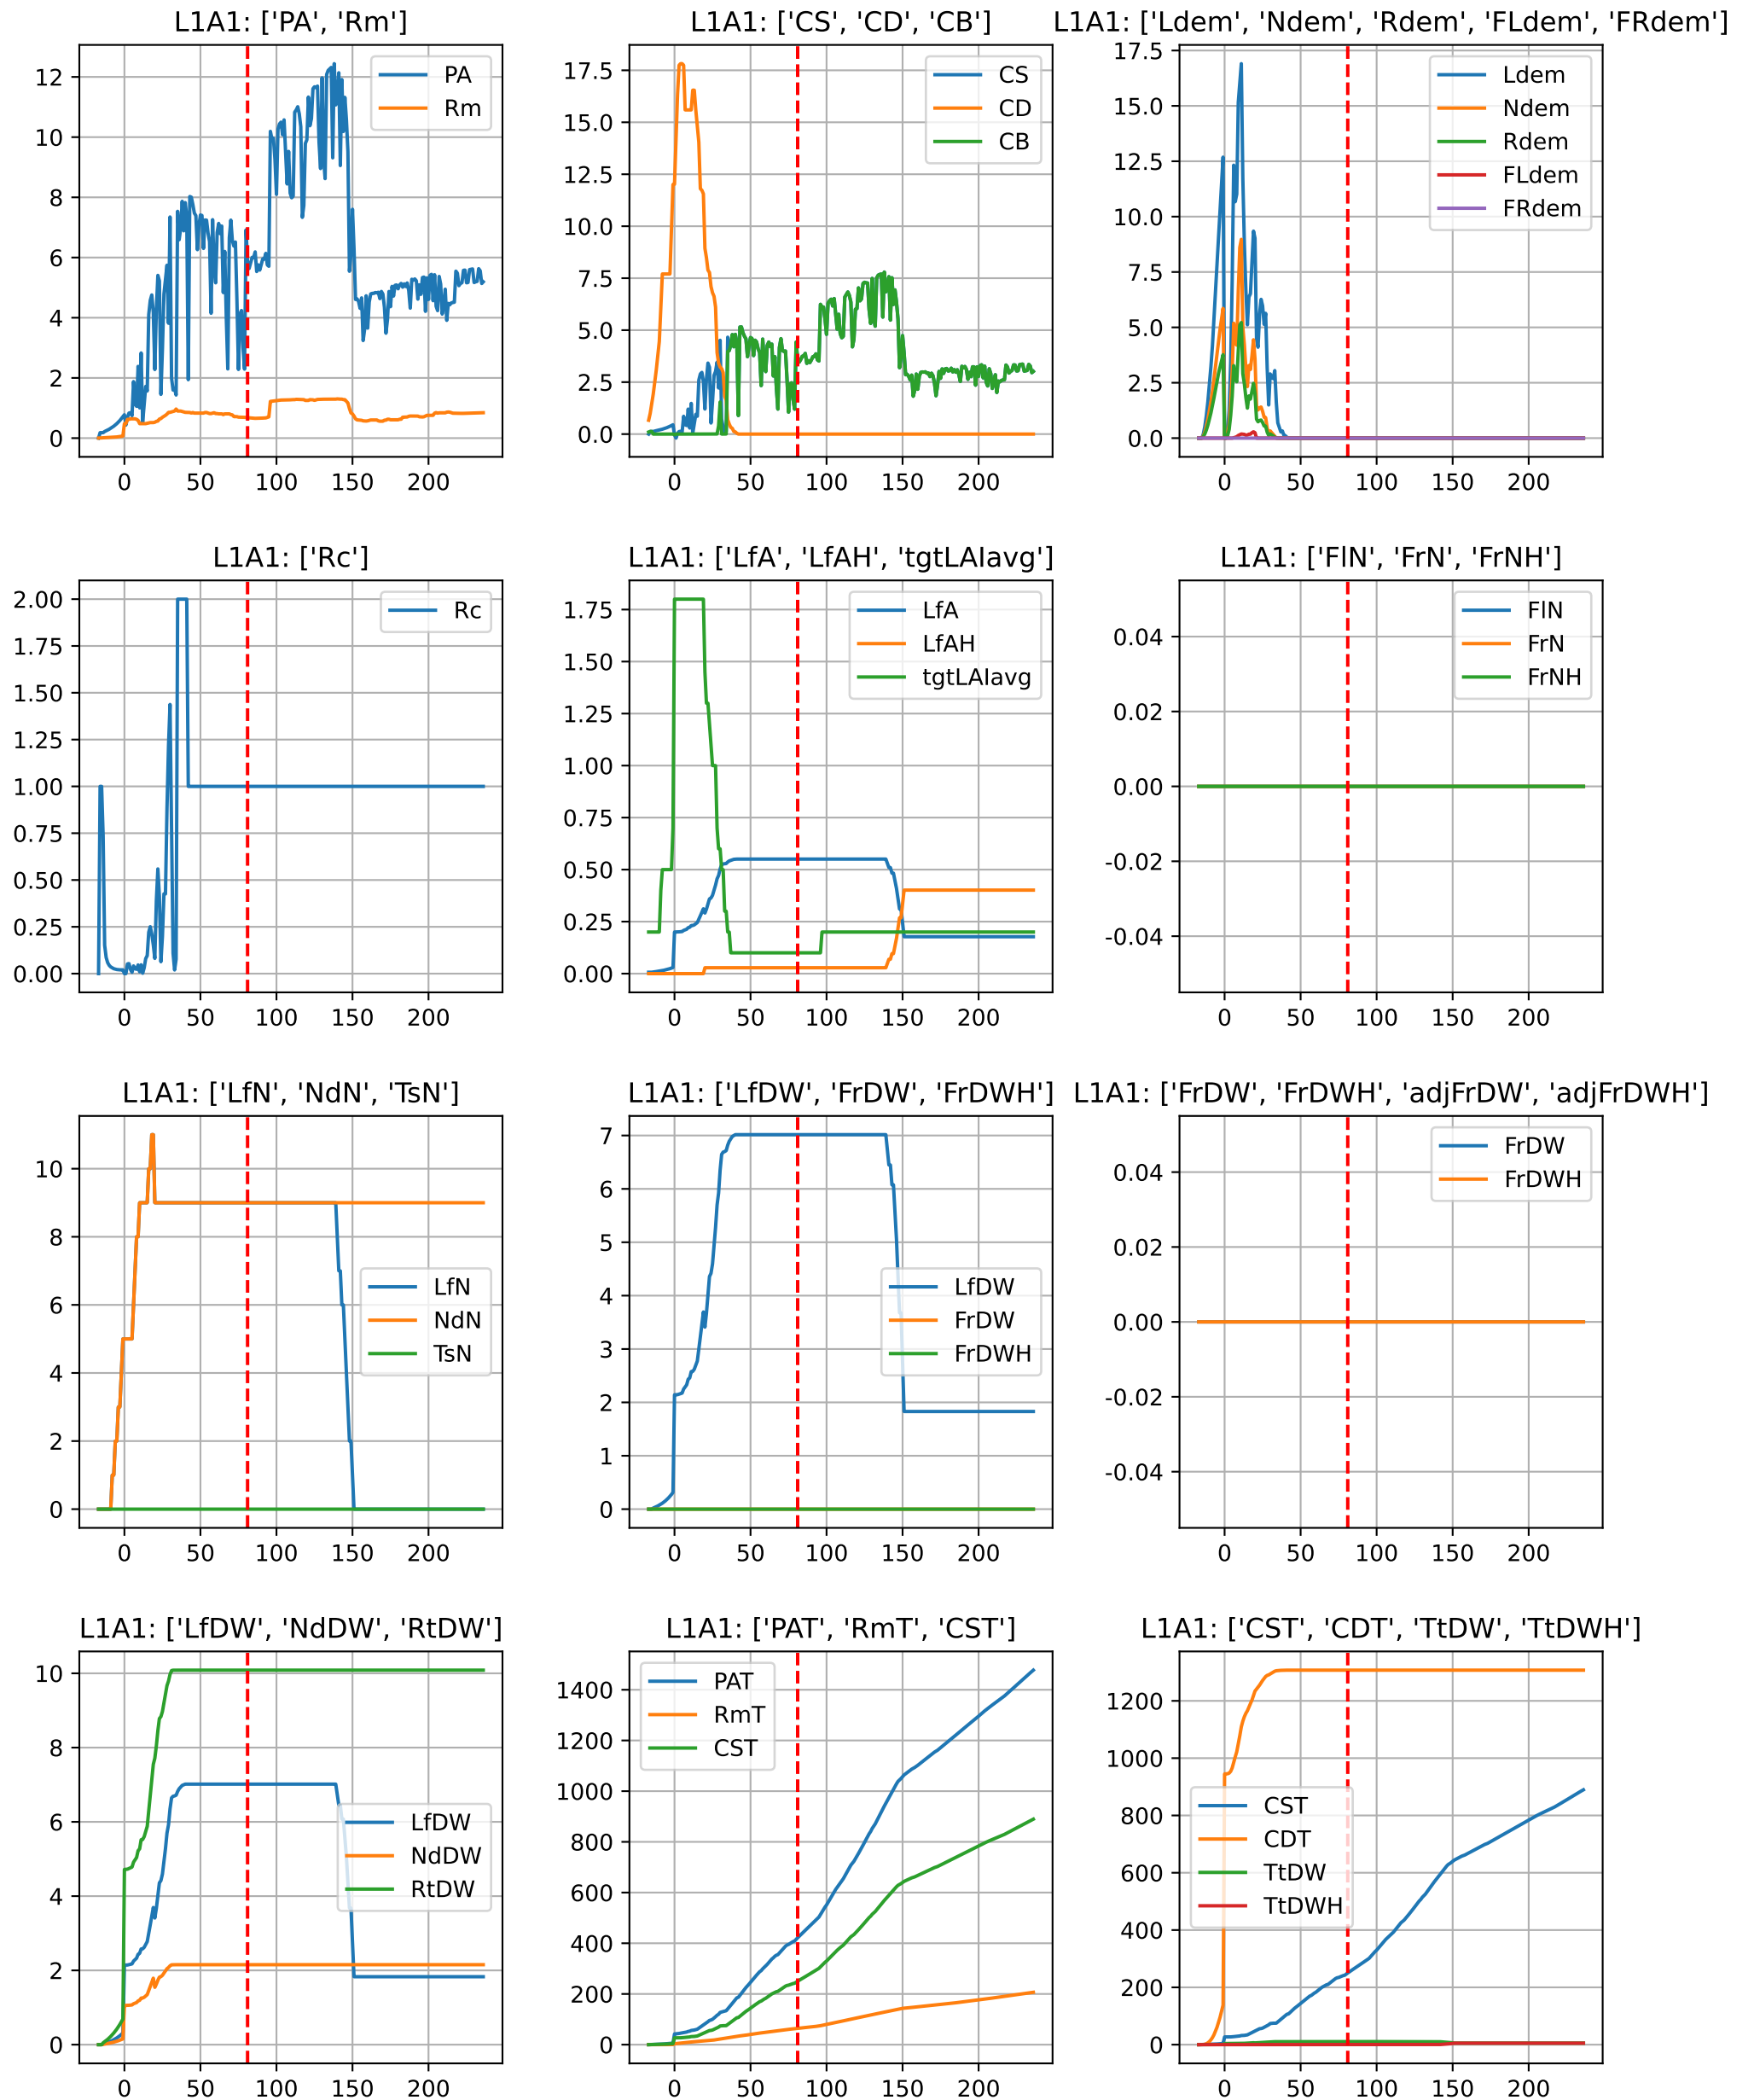 L1A1: ['PA', 'Rm']
12
10
8
6
4
2
0
0 50 100 150 200
PA
Rm
L1A1: ['CS', 'CD', 'CB']
17.5
15.0
12.5
10.0
7.5
5.0
2.5
0.0
0 50 100 150 200
CS
CD
CB
L1A1: ['Ldem', 'Ndem', 'Rdem', 'FLdem', 'FRdem']
17.5
15.0
12.5
10.0
7.5
5.0
2.5
0.0
0 50 100 150 200
Ldem
Ndem
Rdem
FLdem
FRdem
L1A1: ['Rc']
2.00
1.75
1.50
1.25
1.00
0.75
0.50
0.25
0.00
0 50 100 150 200
Rc
L1A1: ['LfA', 'LfAH', 'tgtLAIavg']
1.75
1.50
1.25
1.00
0.75
0.50
0.25
0.00
0 50 100 150 200
LfA
LfAH
tgtLAIavg
L1A1: ['FlN', 'FrN', 'FrNH']
0.04
0.02
0.00
-0.02
-0.04
0 50 100 150 200
FlN
FrN
FrNH
L1A1: ['LfN', 'NdN', 'TsN']
10
8
6
4
2
0
0 50 100 150 200
LfN
NdN
TsN
L1A1: ['LfDW', 'FrDW', 'FrDWH']
7
6
5
4
3
2
1
0
0 50 100 150 200
LfDW
FrDW
FrDWH
L1A1: ['FrDW', 'FrDWH', 'adjFrDW', 'adjFrDWH']
0.04
0.02
0.00
-0.02
-0.04
0 50 100 150 200
FrDW
FrDWH
L1A1: ['LfDW', 'NdDW', 'RtDW']
10
8
6
4
2
0
0 50 100 150 200
LfDW
NdDW
RtDW
L1A1: ['PAT', 'RmT', 'CST']
1400
1200
1000
800
600
400
200
0
0 50 100 150 200
PAT
RmT
CST
L1A1: ['CST', 'CDT', 'TtDW', 'TtDWH']
1200
1000
800
600
400
200
0
0 50 100 150 200
CST
CDT
TtDW
TtDWH